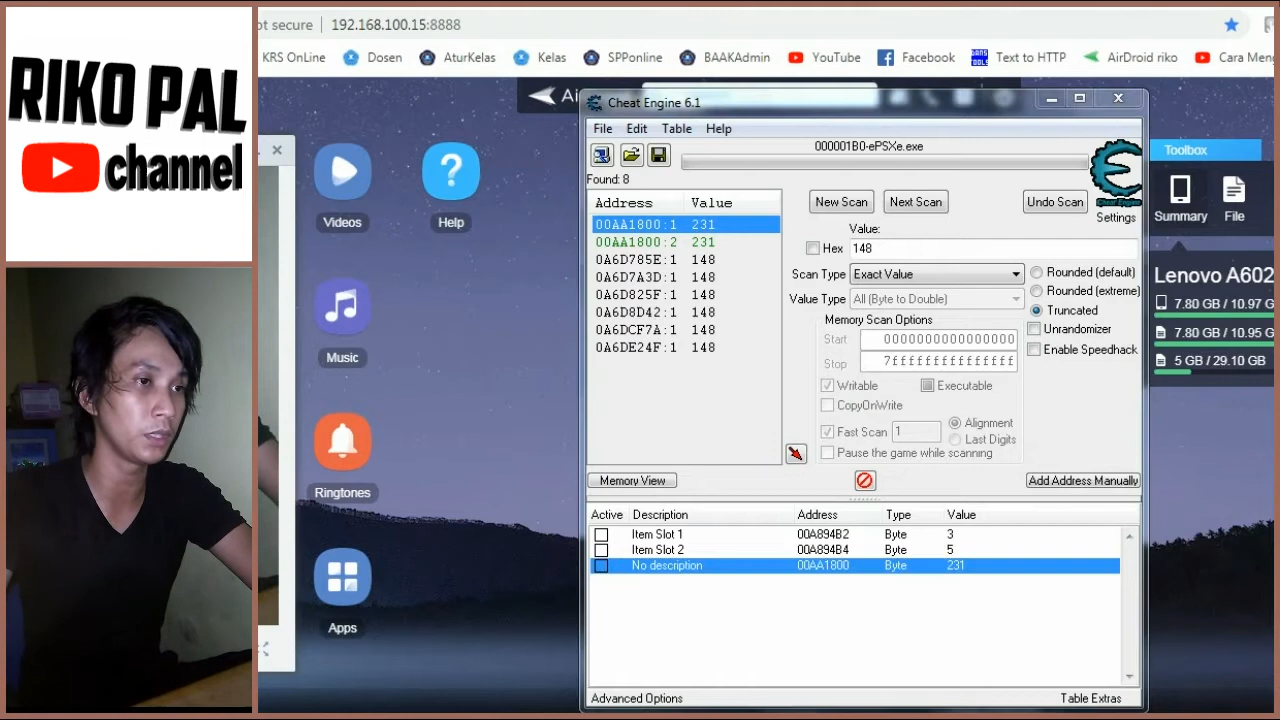 ot secure 192.168.100.15:8888
KRS OnLine Dosen AturKelas Kelas SPPonline BAAKAdmin YouTube Facebook Text to HTTP AirDroid riko Cara Men
RIKO PAL
channel
Videos
Help
Music
Ringtones
Apps
Ai
Cheat Engine 6.1
File Edit Table Help
000001B0-ePSXe.exe
Found: 8
Address Value
00AA1800:1 231
00AA1800:2 231
0A6D785E:1 148
0A6D7A3D:1 148
0A6D825F:1 148
0A6D8D42:1 148
0A6DCF7A:1 148
0A6DE24F:1 148
New Scan Next Scan Undo Scan
Cheat Engine
Settings
Value:
Hex 148
Scan Type Exact Value
Value Type All (Byte to Double)
Rounded (default)
Rounded (extreme)
Truncated
Unrandomizer
Enable Speedhack
Memory Scan Options
Start 0000000000000000
Stop 7fffffffffffffff
Writable Executable
CopyOnWrite
Fast Scan 1 Alignment
Last Digits
Pause the game while scanning
Memory View Add Address Manually
Active Description Address Type Value
Item Slot 1 00A894B2 Byte 3
Item Slot 2 00A894B4 Byte 5
No description 00AA1800 Byte 231
Advanced Options Table Extras
Toolbox
Summary File
Lenovo A602
7.80 GB / 10.97 G
7.80 GB / 10.95 G
5 GB / 29.10 GB